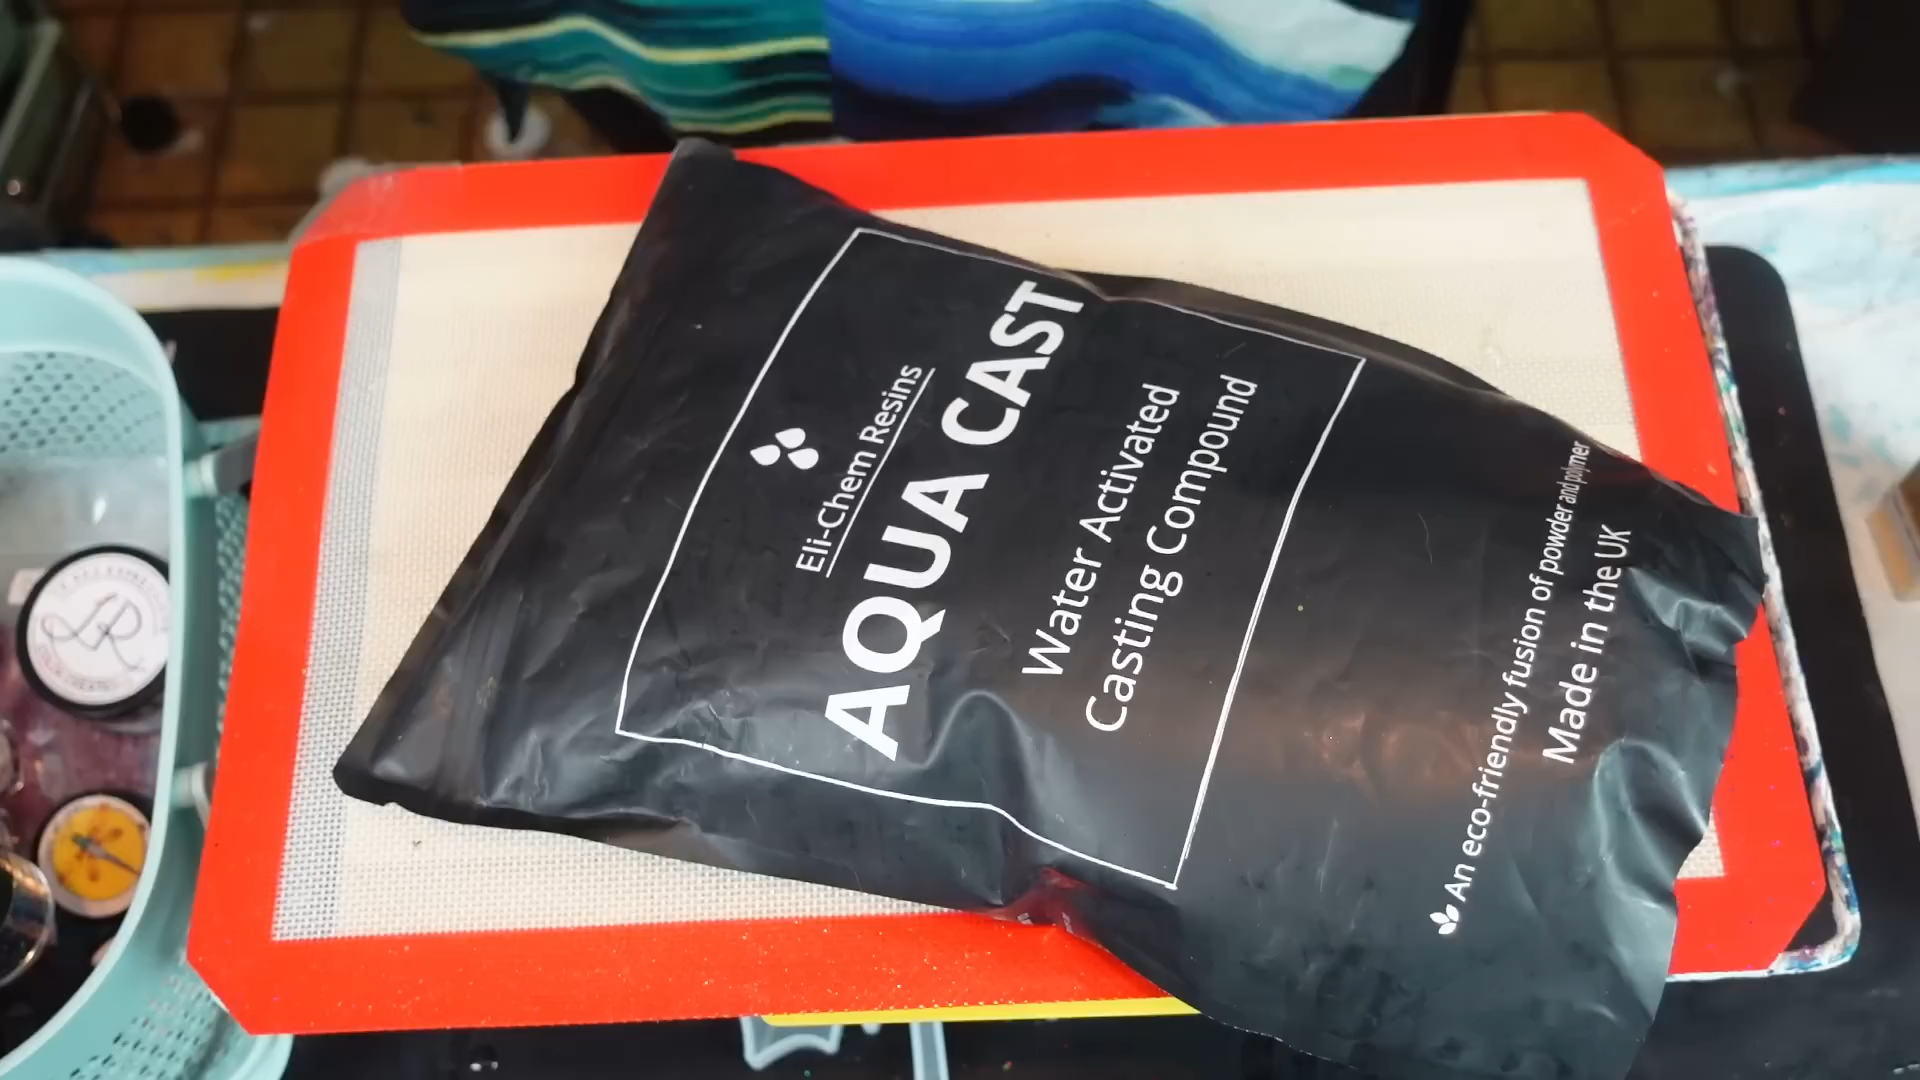 Eli-Chem Resins
AQUA CAST
Water Activated
Casting Compound
An eco-friendly fusion of powder and polymer
Made in the UK